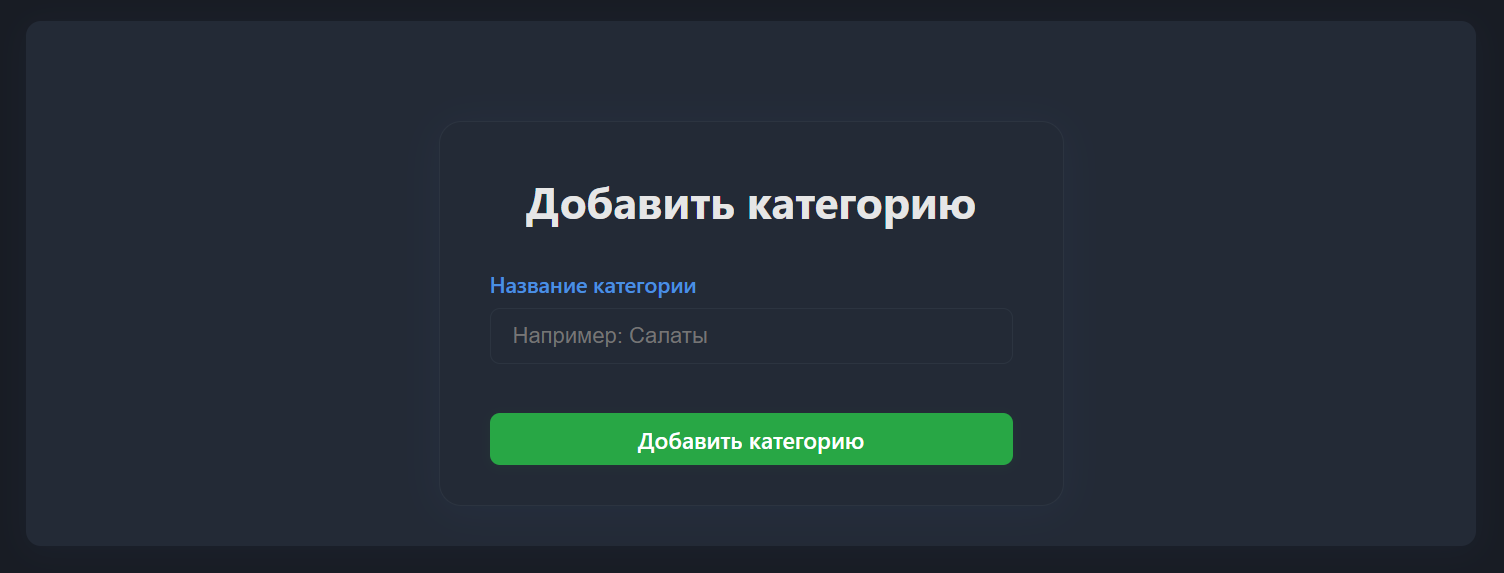 Добавить категорию
Название категории
Например: Салаты
Добавить категорию